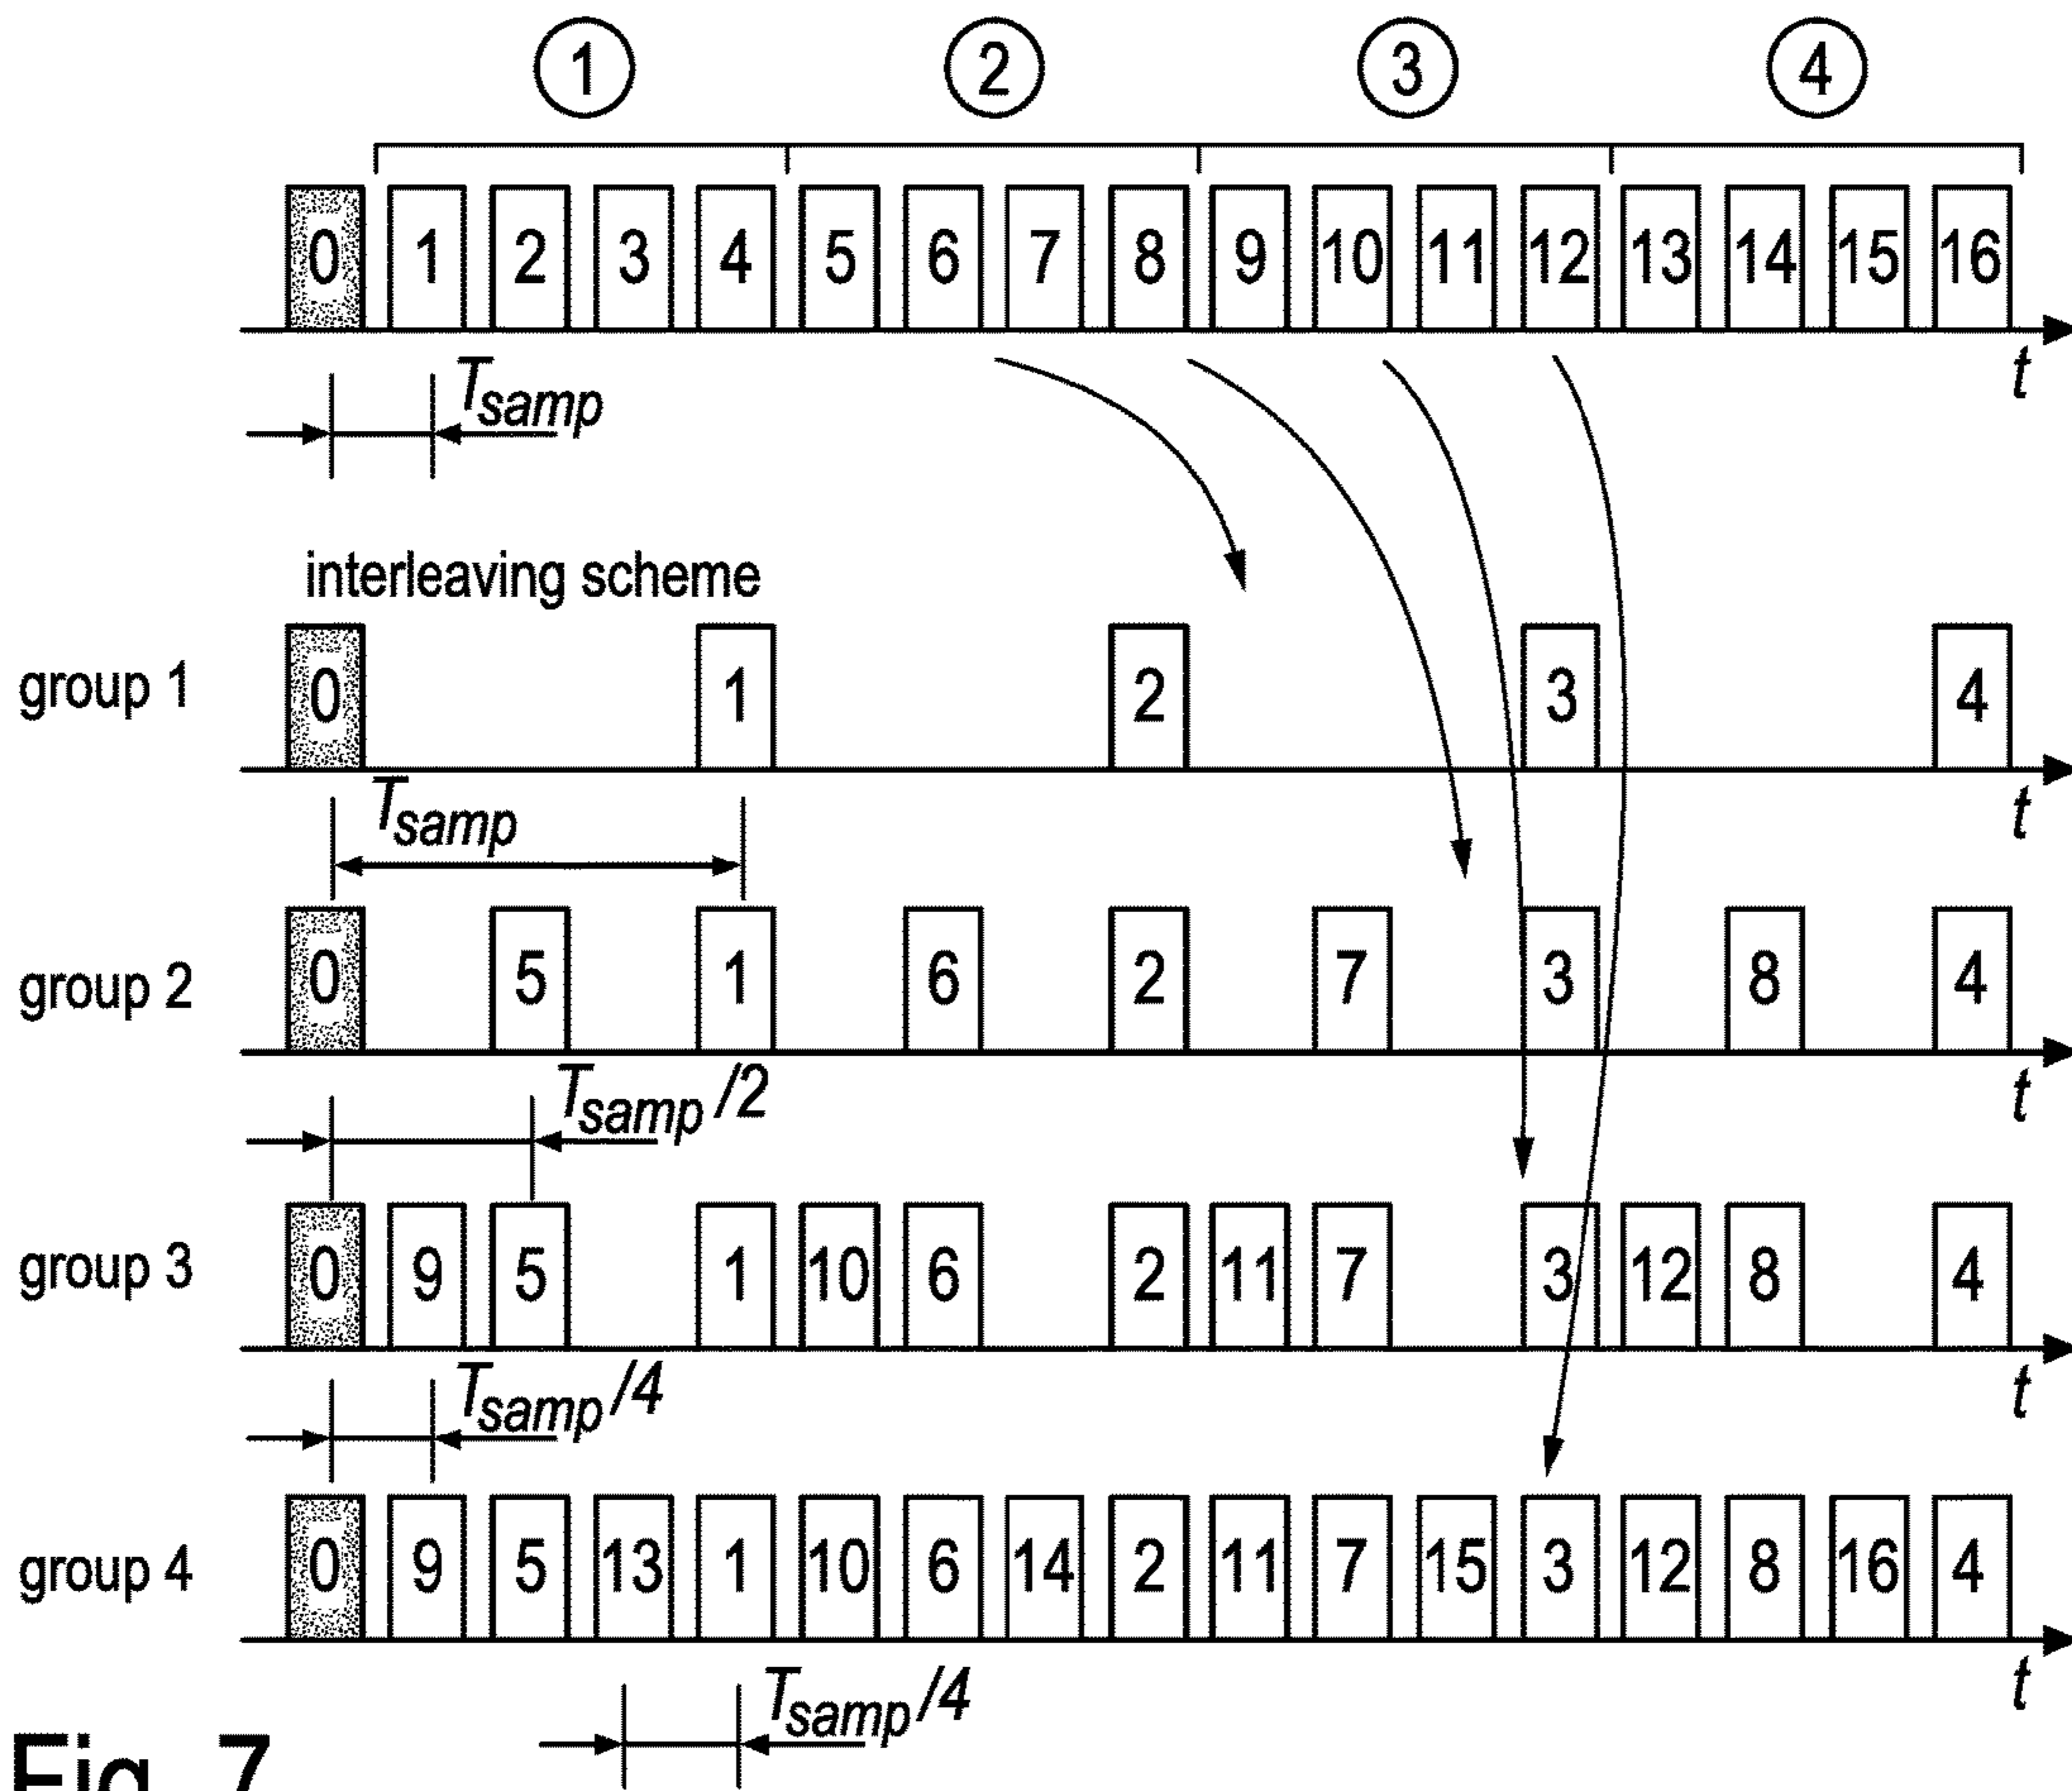 ① ② ③ ④
0 1 2 3 4 5 6 7 8 9 10 11 12 13 14 15 16
t
Tsamp
interleaving scheme
group 1 0 1 2 3 4
t
Tsamp
group 2 0 5 1 6 2 7 3 8 4
t
Tsamp/2
group 3 0 9 5 1 10 6 2 11 7 3 12 8 4
t
Tsamp/4
group 4 0 9 5 13 1 10 6 14 2 11 7 15 3 12 8 16 4
t
Tsamp/4
Fig. 7